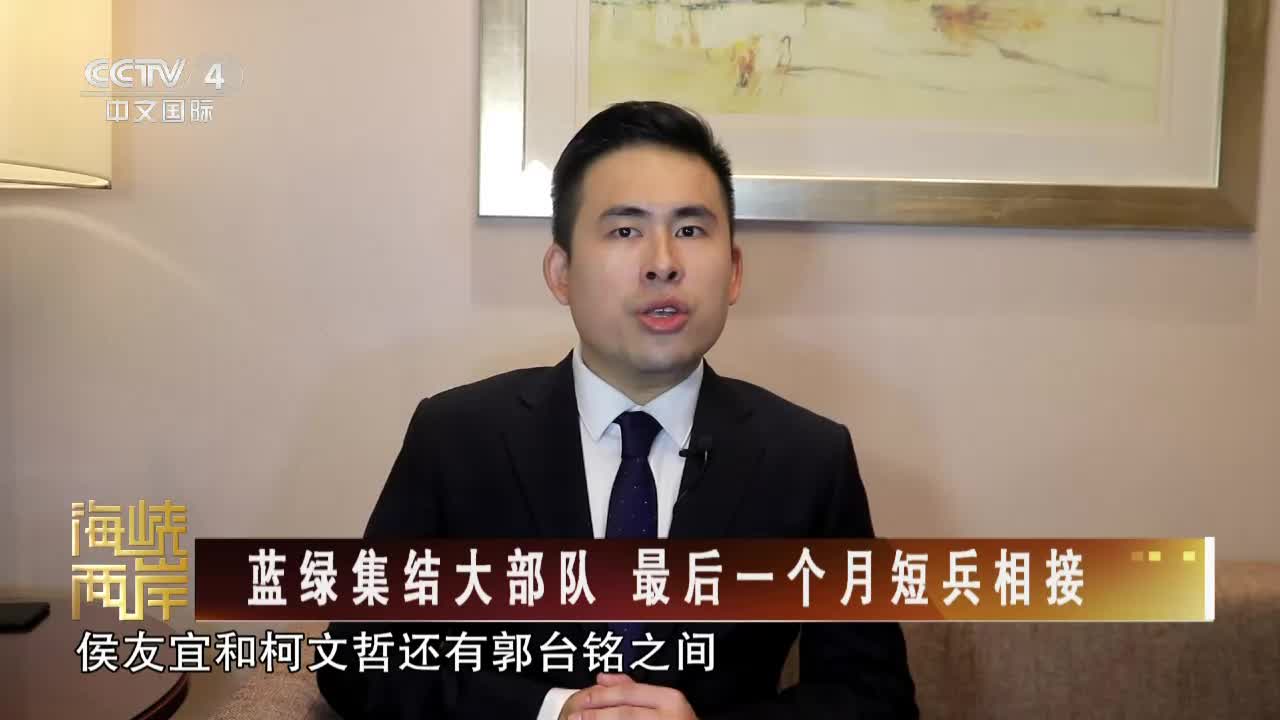 CCTV 4
中文国际
海峡
两岸
蓝绿集结大部队 最后一个月短兵相接
侯友宜和柯文哲还有郭台铭之间